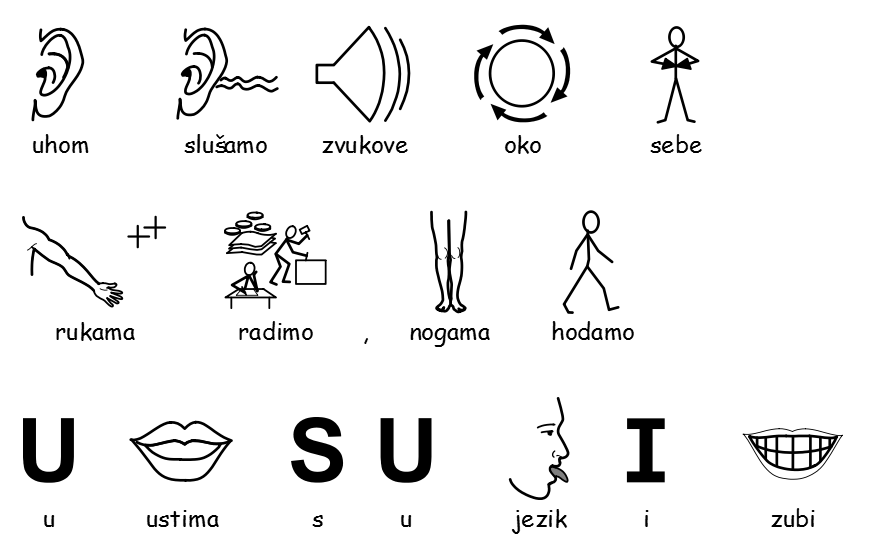 uhom slušamo zvukove oko sebe
rukama radimo , nogama hodamo
U S U I
u ustima s u jezik i zubi